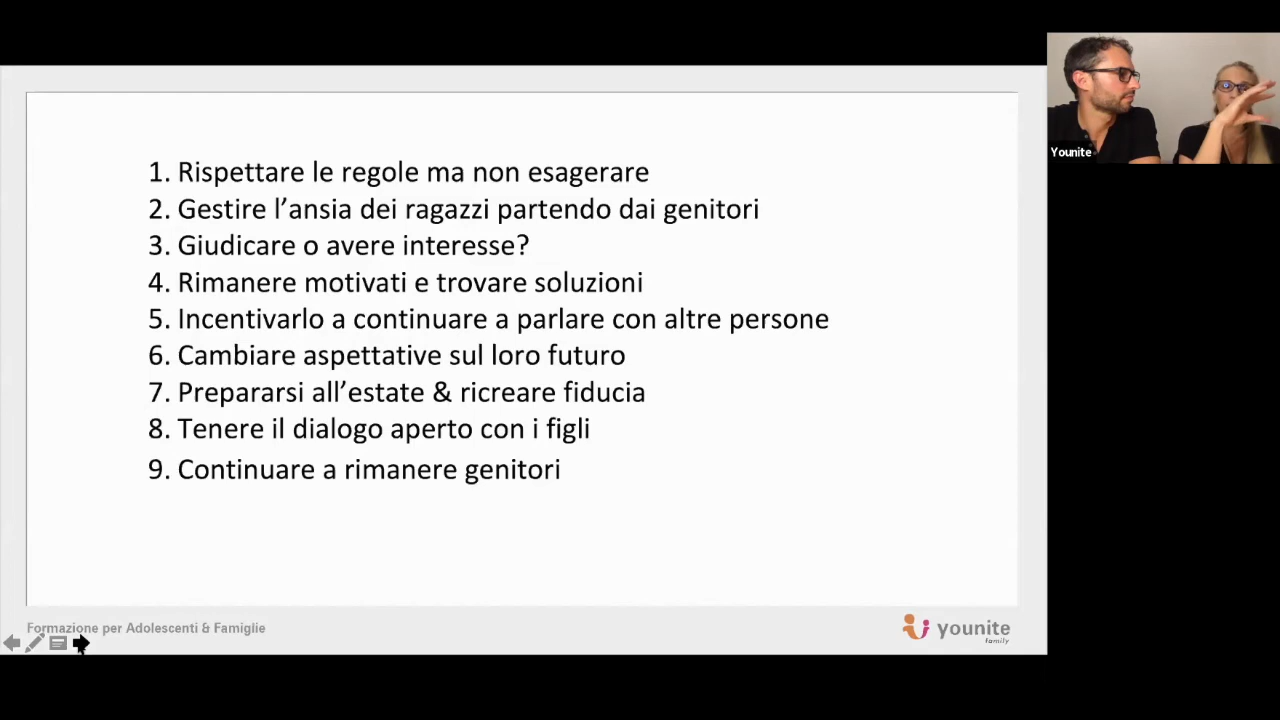 1. Rispettare le regole ma non esagerare
2. Gestire l’ansia dei ragazzi partendo dai genitori
3. Giudicare o avere interesse?
4. Rimanere motivati e trovare soluzioni
5. Incentivarlo a continuare a parlare con altre persone
6. Cambiare aspettative sul loro futuro
7. Prepararsi all’estate & ricreare fiducia
8. Tenere il dialogo aperto con i figli
9. Continuare a rimanere genitori
Formazione per Adolescenti & Famiglie
younite
family
Younite